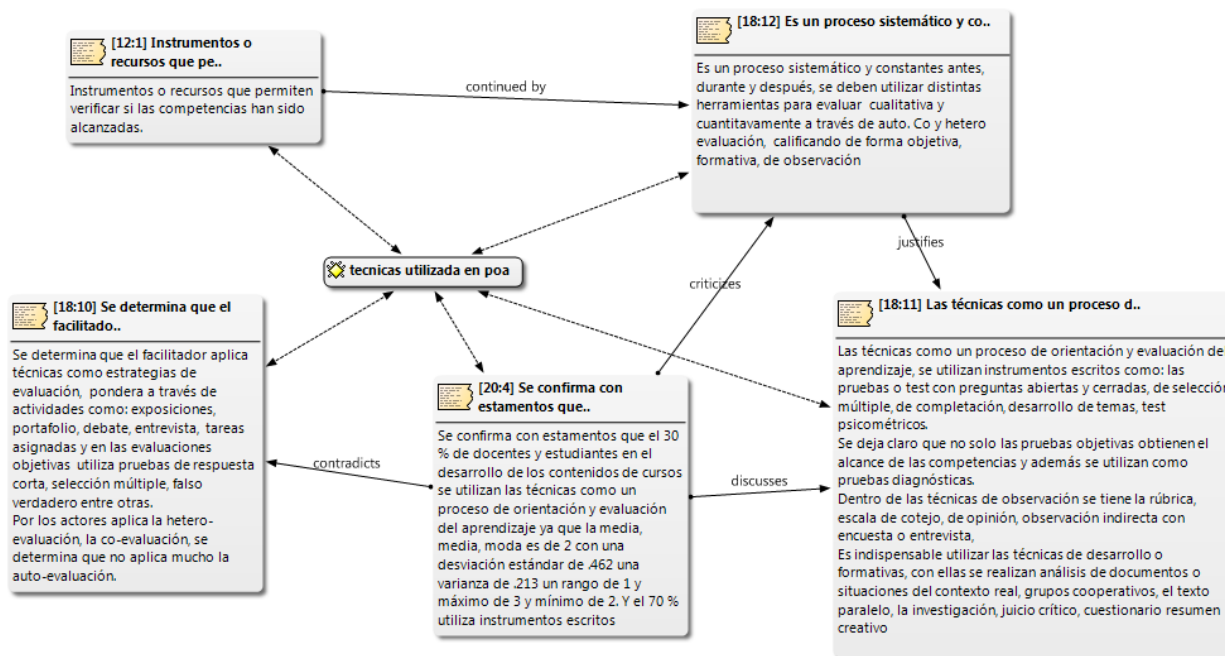 [12:1] Instrumentos o
recursos que pe..
Instrumentos o recursos que permiten
verificar si las competencias han sido
alcanzadas.
continued by
[18:12] Es un proceso sistemático y co..
Es un proceso sistemático y constantes antes,
durante y después, se deben utilizar distintas
herramientas para evaluar cualitativa y
cuantitavamente a través de auto. Co y hetero
evaluación, calificando de forma objetiva,
formativa, de observación
justifies
tecnicas utilizada en poa
criticizes
[18:10] Se determina que el
facilitado..
Se determina que el facilitador aplica
técnicas como estrategias de
evaluación, pondera a través de
actividades como: exposiciones,
portafolio, debate, entrevista, tareas
asignadas y en las evaluaciones
objetivas utiliza pruebas de respuesta
corta, selección múltiple, falso
verdadero entre otras.
Por los actores aplica la hetero-
evaluación, la co-evaluación, se
determina que no aplica mucho la
auto-evaluación.
contradicts
[20:4] Se confirma con
estamentos que..
Se confirma con estamentos que el 30
% de docentes y estudiantes en el
desarrollo de los contenidos de cursos
se utilizan las técnicas como un
proceso de orientación y evaluación
del aprendizaje ya que la media,
media, moda es de 2 con una
desviación estándar de .462 una
varianza de .213 un rango de 1 y
máximo de 3 y mínimo de 2. Y el 70 %
utiliza instrumentos escritos
discusses
[18:11] Las técnicas como un proceso d..
Las técnicas como un proceso de orientación y evaluación del
aprendizaje, se utilizan instrumentos escritos como: las
pruebas o test con preguntas abiertas y cerradas, de selección
múltiple, de completación, desarrollo de temas, test
psicométricos.
Se deja claro que no solo las pruebas objetivas obtienen el
alcance de las competencias y además se utilizan como
pruebas diagnósticas.
Dentro de las técnicas de observación se tiene la rúbrica,
escala de cotejo, de opinión, observación indirecta con
encuesta o entrevista,
Es indispensable utilizar las técnicas de desarrollo o
formativas, con ellas se realizan análisis de documentos o
situaciones del contexto real, grupos cooperativos, el texto
paralelo, la investigación, juicio crítico, cuestionario resumen
creativo